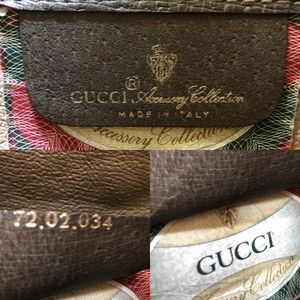 ® GUCCI Accessory Collection
MADE IN ITALY
Accessory Collection
72.02.034
GUCCI
Accessory Collection